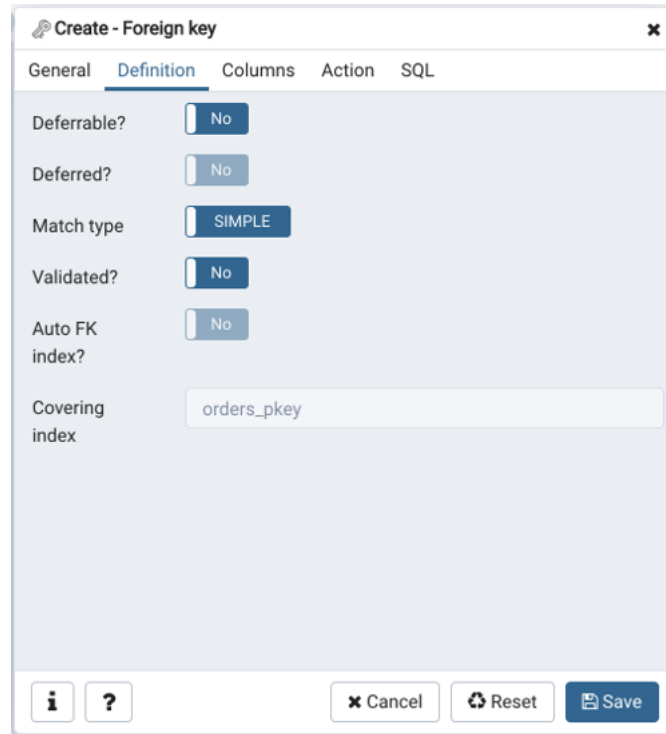 Create - Foreign key
General Definition Columns Action SQL
Deferrable? No
Deferred? No
Match type SIMPLE
Validated? No
Auto FK
index?
No
Covering
index
orders_pkey
i ? Cancel Reset Save